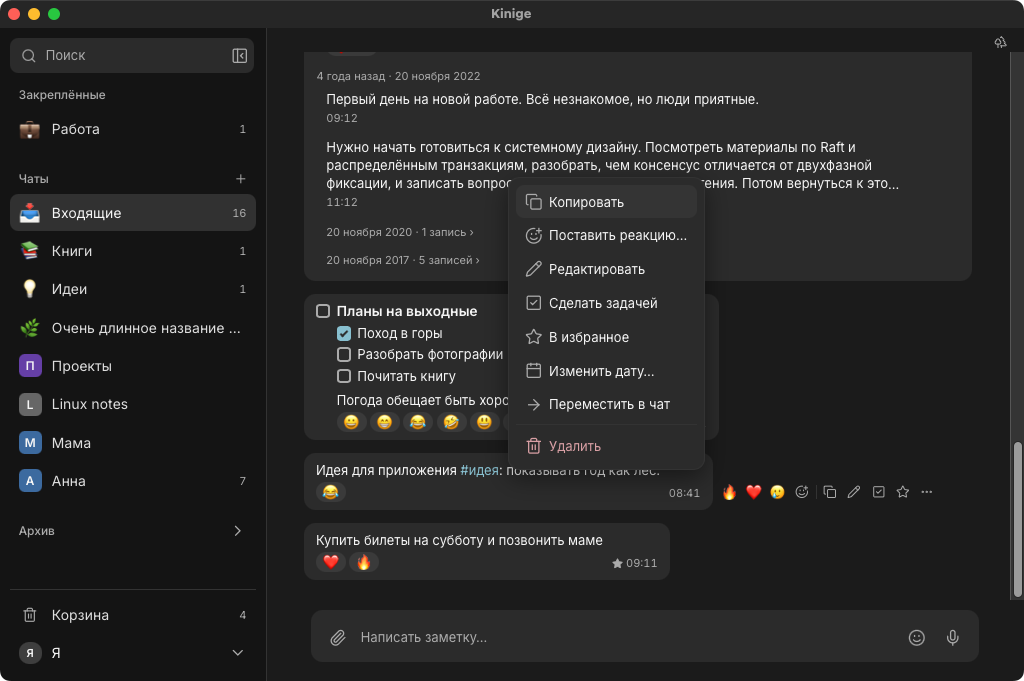 Kinige
Поиск
Закреплённые
Работа 1
Чаты
Входящие 16
Книги 1
Идеи 1
Очень длинное название ...
П Проекты
L Linux notes
М Мама
А Анна 7
Архив
Корзина 4
Я Я
4 года назад · 20 ноября 2022
Первый день на новой работе. Всё незнакомое, но люди приятные.
09:12
Нужно начать готовиться к системному дизайну. Посмотреть материалы по Raft и
распределённым транзакциям, разобрать, чем консенсус отличается от двухфазной
фиксации, и записать Потом вернуться к это...
11:12
20 ноября 2020 · 1 запись ›
20 ноября 2017 · 5 записей ›
Планы на выходные
Поход в горы
Разобрать фотографии
Почитать книгу
Погода обещает быть
Копировать
Поставить реакцию...
Редактировать
Сделать задачей
В избранное
Изменить дату...
Переместить в чат
Удалить
Идея для приложения #идея: показывать год как лес.
08:41
Купить билеты на субботу и позвонить маме
09:11
Написать заметку...